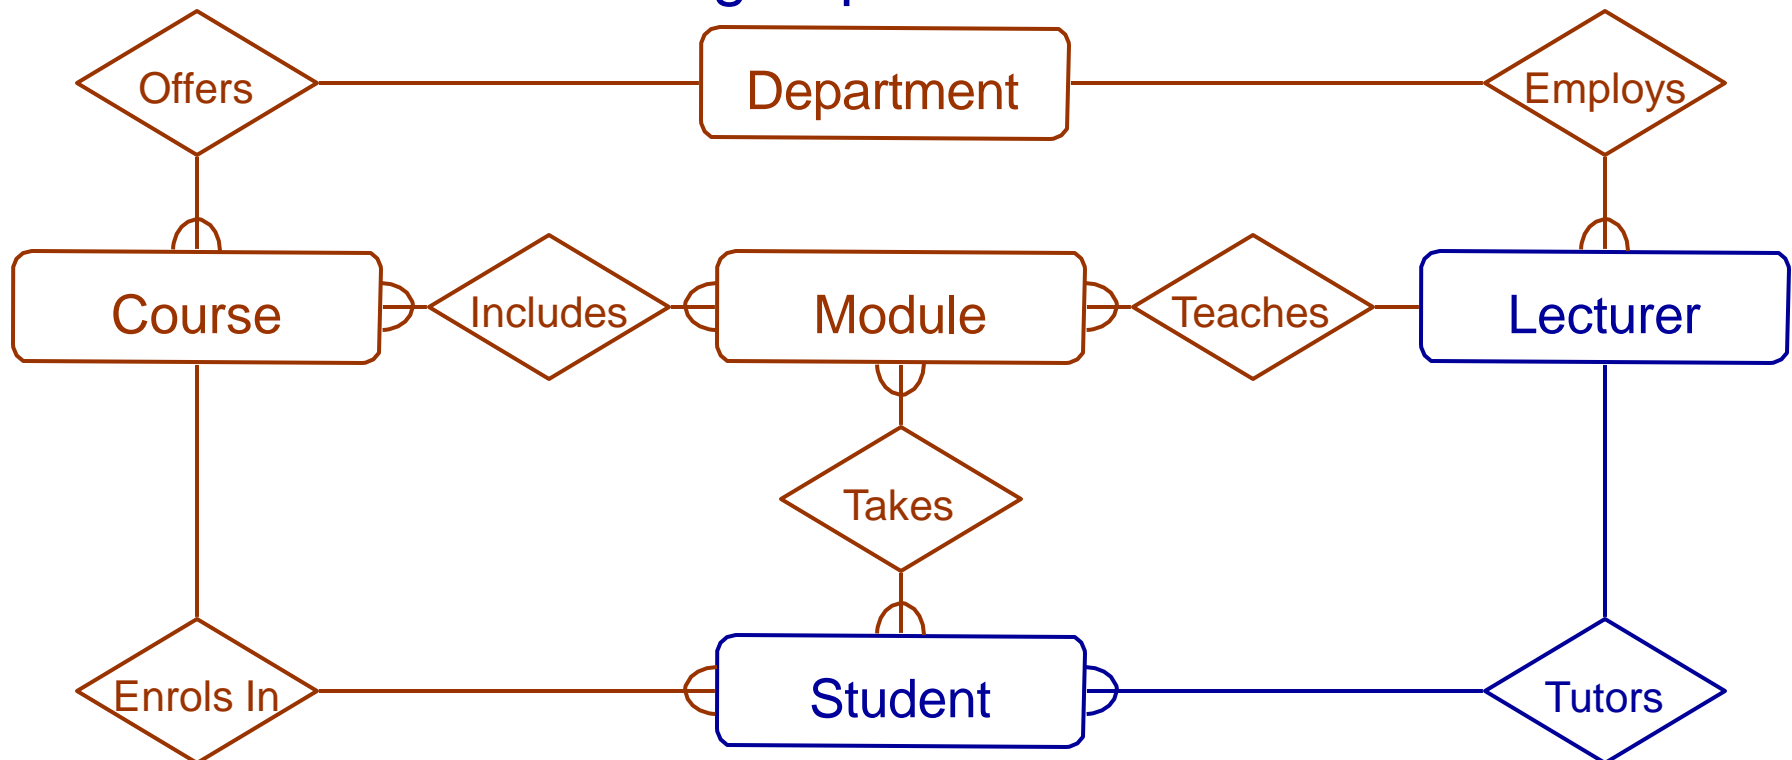 Offers
Department
Employs
Course
Includes
Module
Teaches
Lecturer
Takes
Enrols In
Student
Tutors